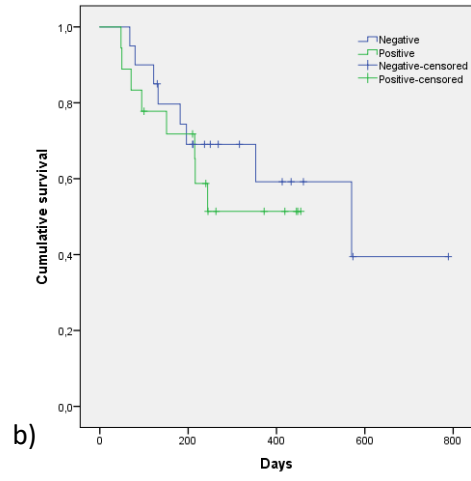 1,0
0,8
0,6
0,4
0,2
0,0
Cumulative survival
Negative
Positive
Negative-censored
Positive-censored
0 200 400 600 800
Days
b)